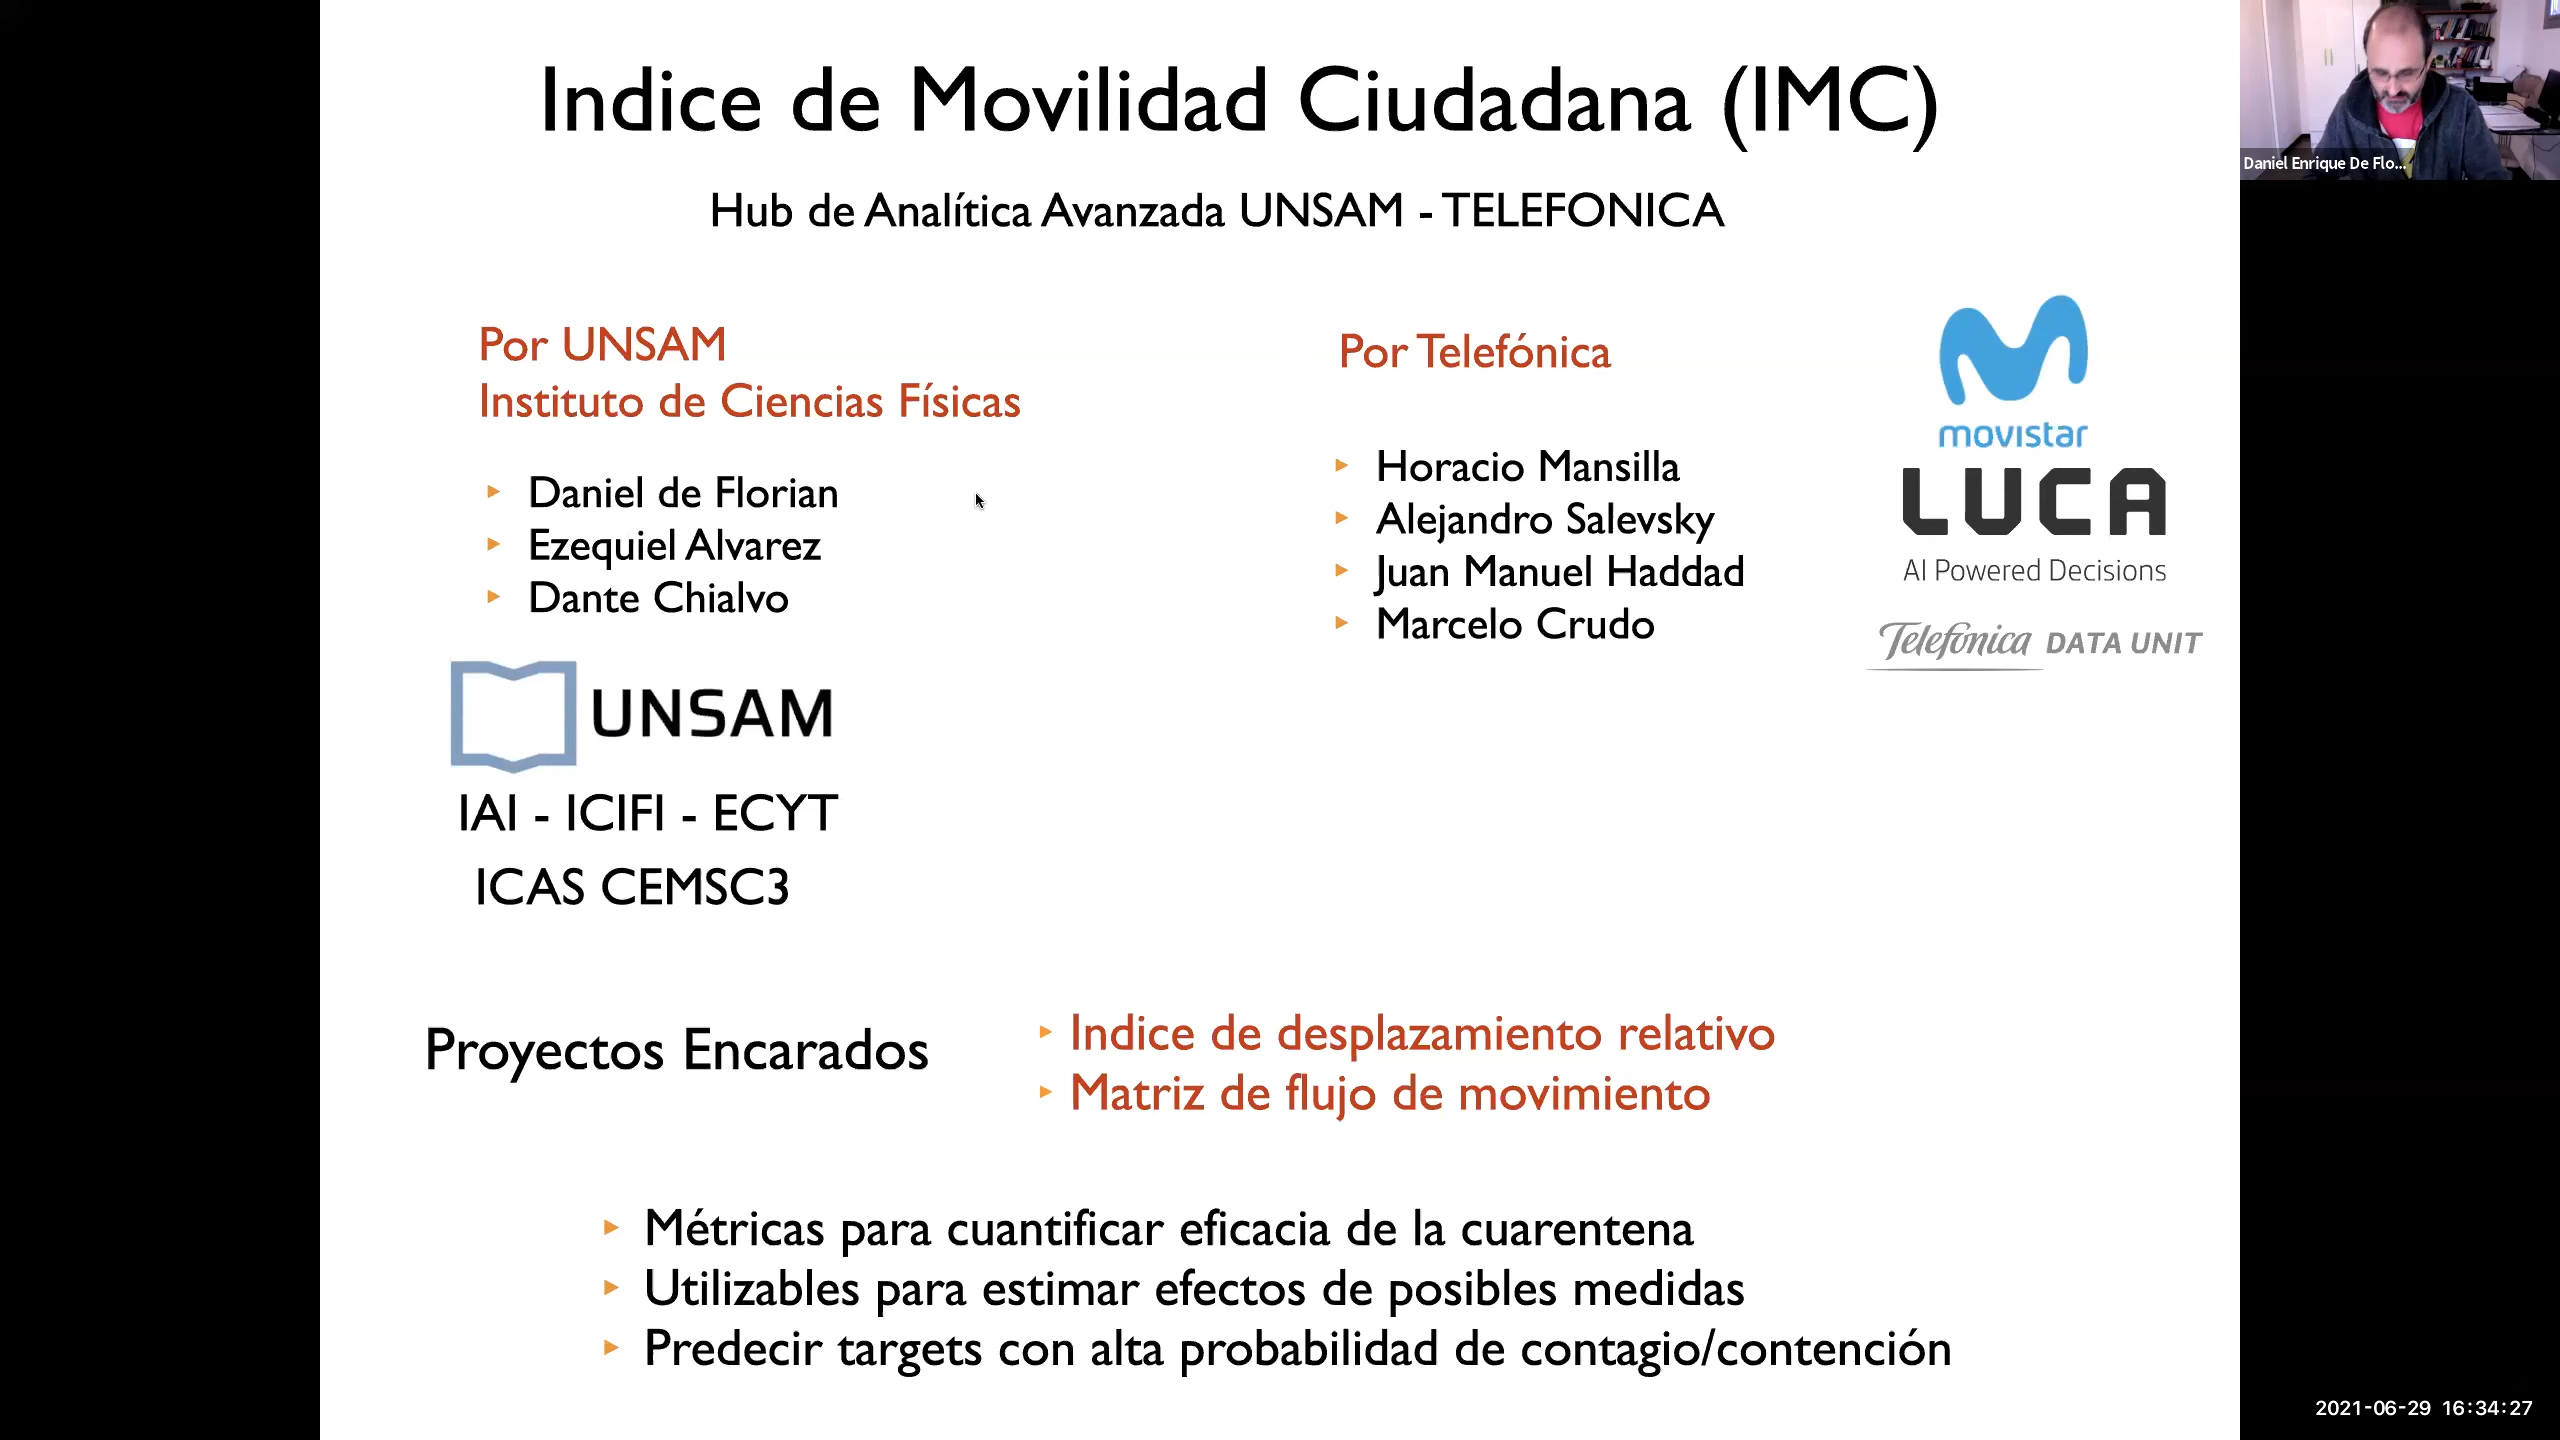 Indice de Movilidad Ciudadana (IMC)
Hub de Analítica Avanzada UNSAM - TELEFONICA
Daniel Enrique De Flo...
Por UNSAM
Instituto de Ciencias Físicas
Daniel de Florian
Ezequiel Alvarez
Dante Chialvo
UNSAM
IAI - ICIFI - ECYT
ICAS CEMSC3
Por Telefónica
Horacio Mansilla
Alejandro Salevsky
Juan Manuel Haddad
Marcelo Crudo
movistar
LUCA
AI Powered Decisions
Telefónica DATA UNIT
Proyectos Encarados
Indice de desplazamiento relativo
Matriz de flujo de movimiento
Métricas para cuantificar eficacia de la cuarentena
Utilizables para estimar efectos de posibles medidas
Predecir targets con alta probabilidad de contagio/contención
2021-06-29 16:34:27